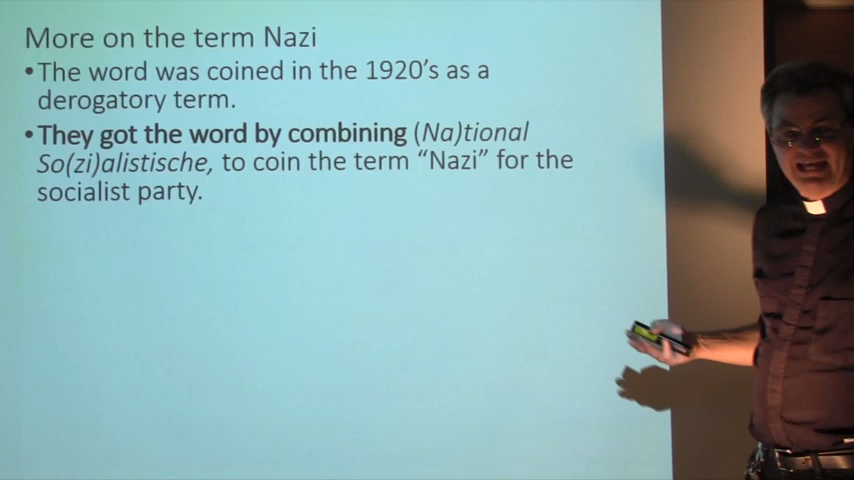 More on the term Nazi
•The word was coined in the 1920's as a
derogatory term.
•They got the word by combining (Na)tional
So(zi)alistische, to coin the term “Nazi” for the
socialist party.